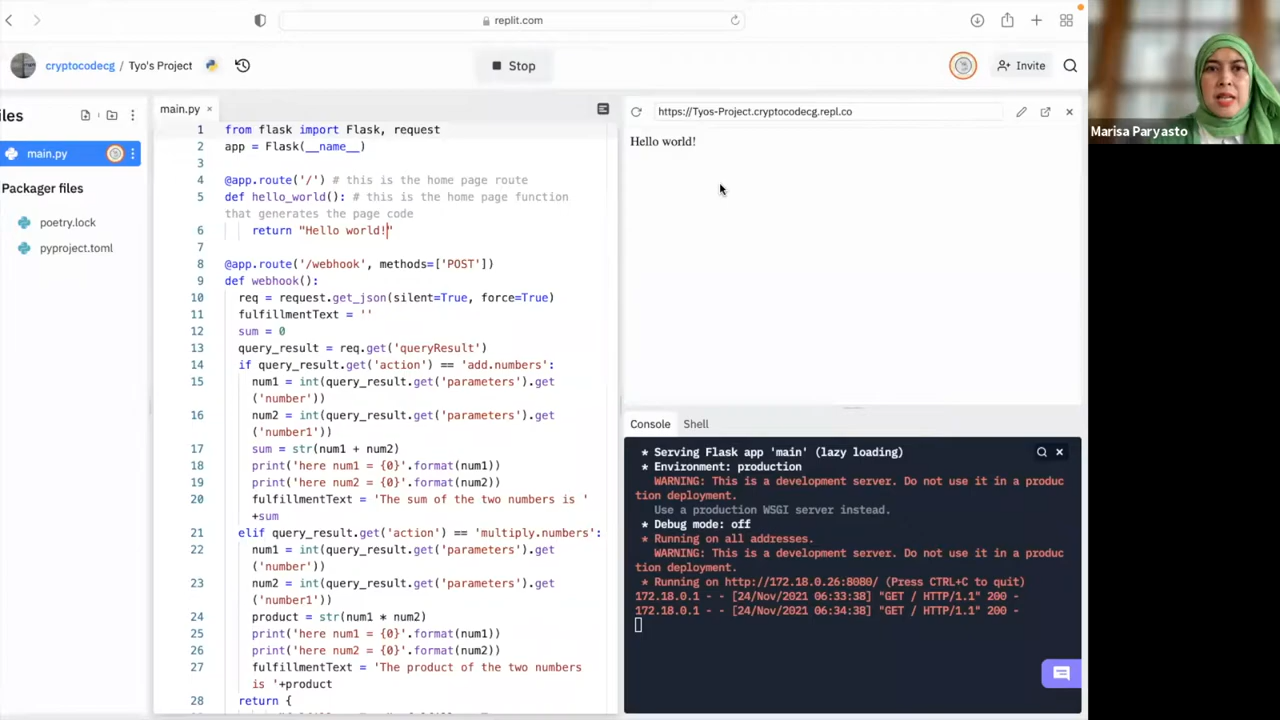 replit.com
cryptocodecg / Tyo's Project
Stop
Invite
Marisa Paryasto
iles
main.py
Packager files
poetry.lock
pyproject.toml
main.py ×
1 from flask import Flask, request
2 app = Flask(__name__)
3
4 @app.route('/') # this is the home page route
5 def hello_world(): # this is the home page function
that generates the page code
6 return "Hello world!"
7
8 @app.route('/webhook', methods=['POST'])
9 def webhook():
10 req = request.get_json(silent=True, force=True)
11 fulfillmentText = ''
12 sum = 0
13 query_result = req.get('queryResult')
14 if query_result.get('action') == 'add.numbers':
15 num1 = int(query_result.get('parameters').get
('number'))
16 num2 = int(query_result.get('parameters').get
('number1'))
17 sum = str(num1 + num2)
18 print('here num1 = {0}'.format(num1))
19 print('here num2 = {0}'.format(num2))
20 fulfillmentText = 'The sum of the two numbers is '
+sum
21 elif query_result.get('action') == 'multiply.numbers':
22 num1 = int(query_result.get('parameters').get
('number'))
23 num2 = int(query_result.get('parameters').get
('number1'))
24 product = str(num1 * num2)
25 print('here num1 = {0}'.format(num1))
26 print('here num2 = {0}'.format(num2))
27 fulfillmentText = 'The product of the two numbers
is '+product
28 return {
https://Tyos-Project.cryptocodecg.repl.co
Hello world!
Console Shell
* Serving Flask app 'main' (lazy loading)
* Environment: production
WARNING: This is a development server. Do not use it in a produc
tion deployment.
Use a production WSGI server instead.
* Debug mode: off
* Running on all addresses.
WARNING: This is a development server. Do not use it in a produc
tion deployment.
* Running on http://172.18.0.26:8080/ (Press CTRL+C to quit)
172.18.0.1 - - [24/Nov/2021 06:33:38] "GET / HTTP/1.1" 200 -
172.18.0.1 - - [24/Nov/2021 06:34:38] "GET / HTTP/1.1" 200 -